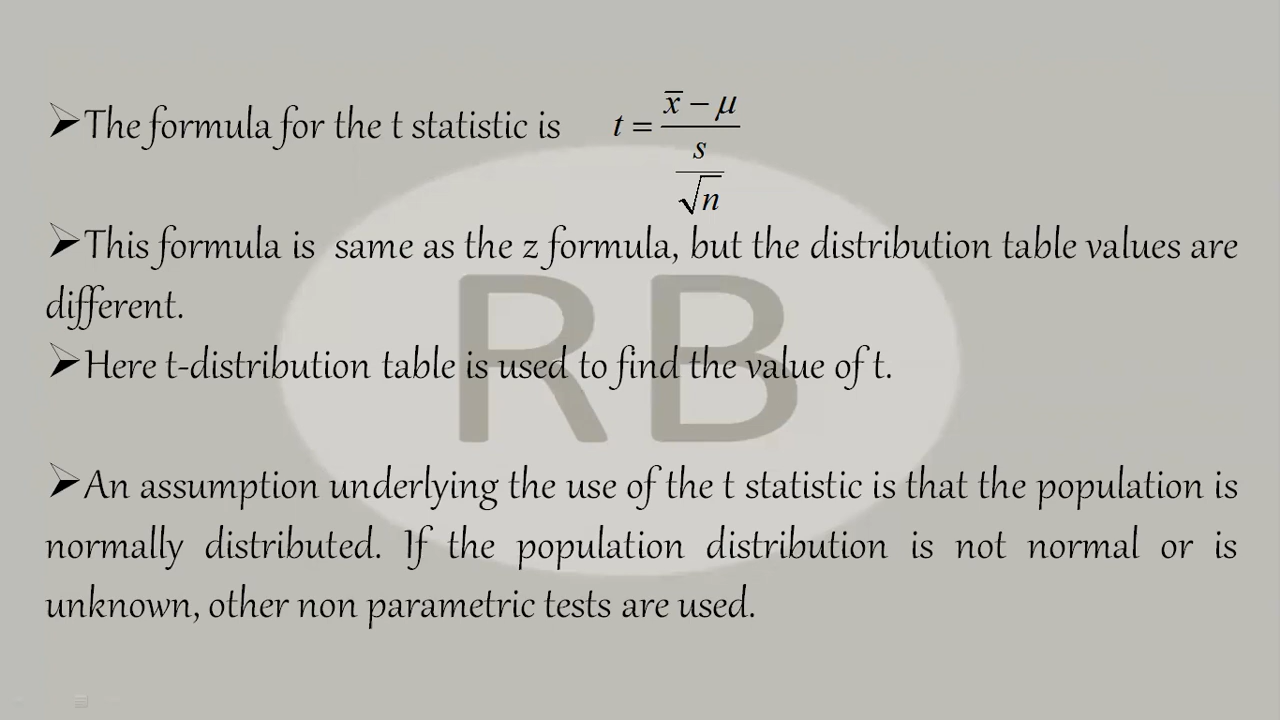 ➢The formula for the t statistic is t = (x̄ − μ) / (s / √n)
➢This formula is same as the z formula, but the distribution table values are
different.
➢Here t-distribution table is used to find the value of t.
➢An assumption underlying the use of the t statistic is that the population is
normally distributed. If the population distribution is not normal or is
unknown, other non parametric tests are used.
RB